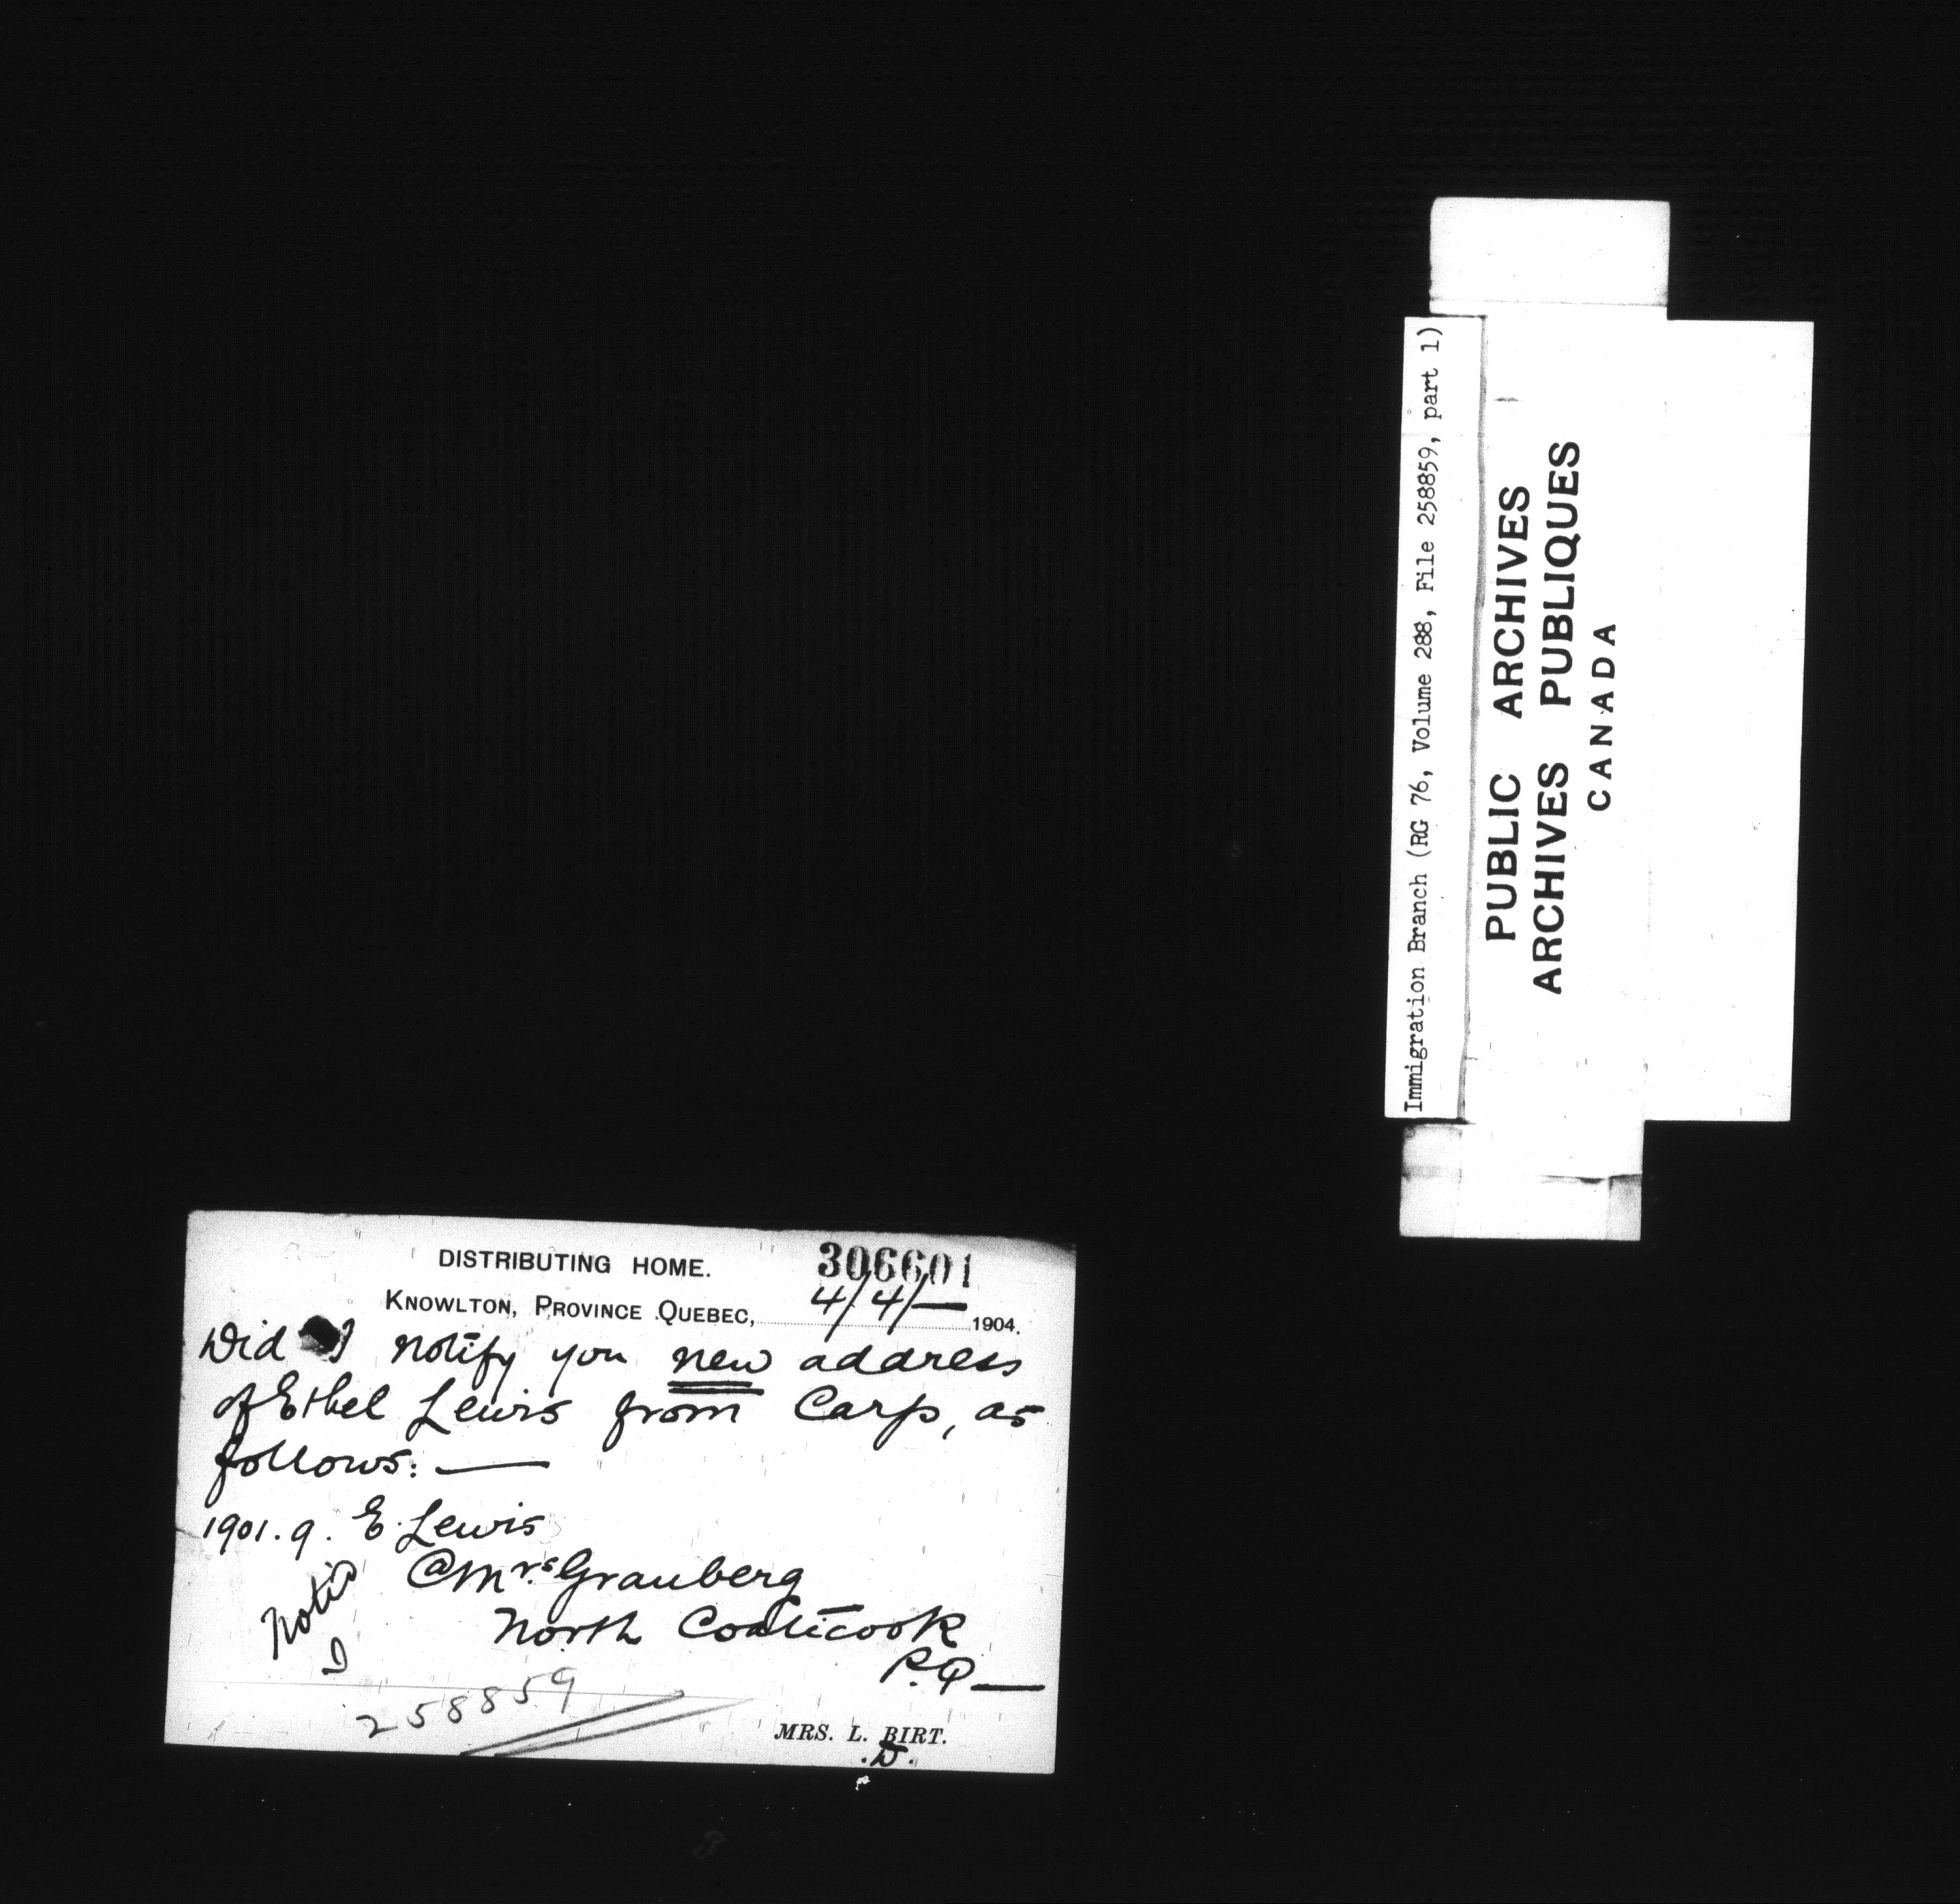 Immigration Branch (RG 76, Volume 288, File 258859, part 1)
PUBLIC ARCHIVES
ARCHIVES PUBLIQUES
CANADA
DISTRIBUTING HOME.
306601
KNOWLTON, PROVINCE QUEBEC, 4/4/— 1904.
Did I notify you new address
of Ethel Lewis from Carp, as
follows: —
1901. 9. E. Lewis
@ Mrs. Grauberg
North Coaticook
P.Q —
Notid
D
258859
MRS. L. BIRT.